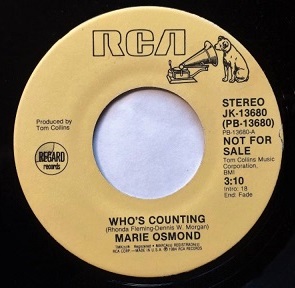 RCA
STEREO
JK-13680
(PB-13680)
PB-13680-A
NOT FOR
SALE
Tom Collins Music
Corporation,
BMI
3:10
Intro: 18
End: Fade
Produced by
Tom Collins
records
WHO'S COUNTING
(Rhonda Fleming-Dennis W. Morgan)
MARIE OSMOND